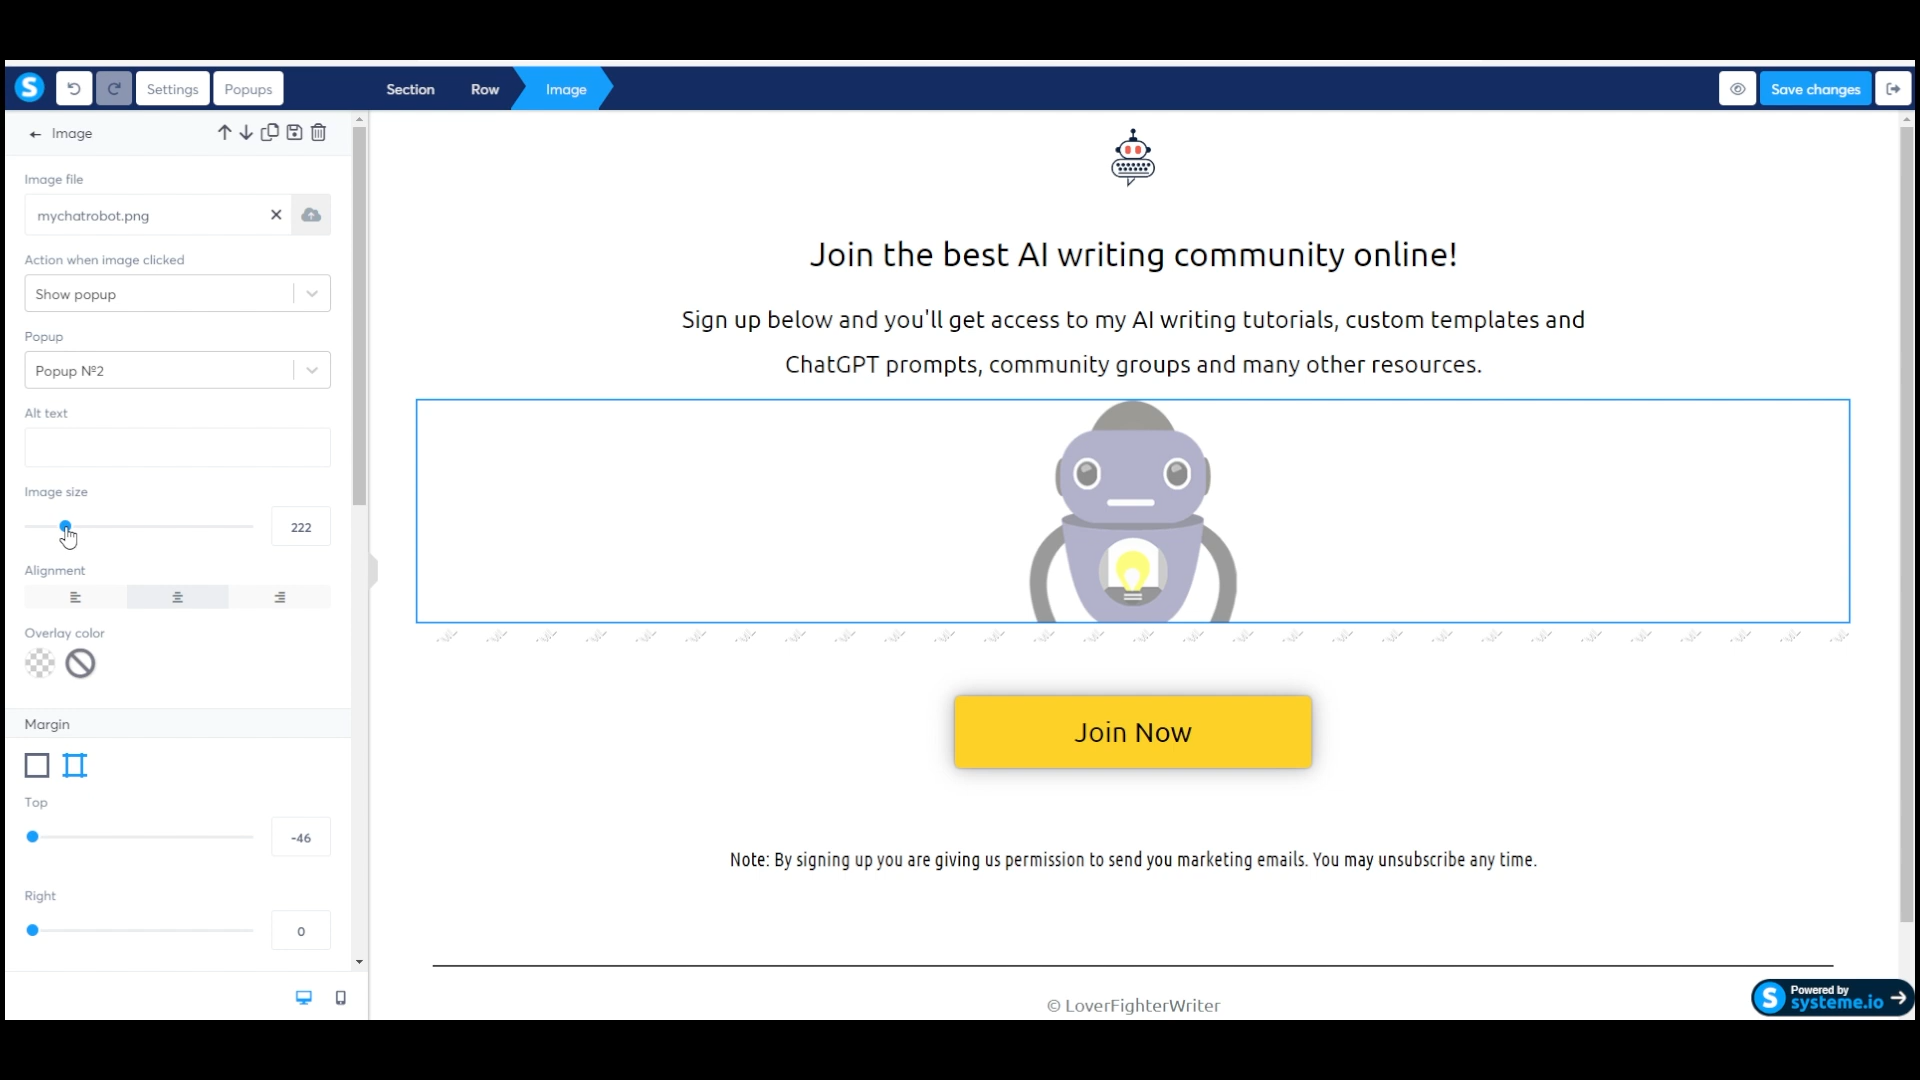 S Settings Popups Section Row Image Save changes
Image
Image file
mychatrobot.png
Action when image clicked
Show popup
Popup
Popup №2
Alt text
Image size
222
Alignment
Overlay color
Margin
Top
-46
Right
0
Join the best AI writing community online!
Sign up below and you'll get access to my AI writing tutorials, custom templates and
ChatGPT prompts, community groups and many other resources.
Join Now
Note: By signing up you are giving us permission to send you marketing emails. You may unsubscribe any time.
© LoverFighterWriter
S Powered by
systeme.io